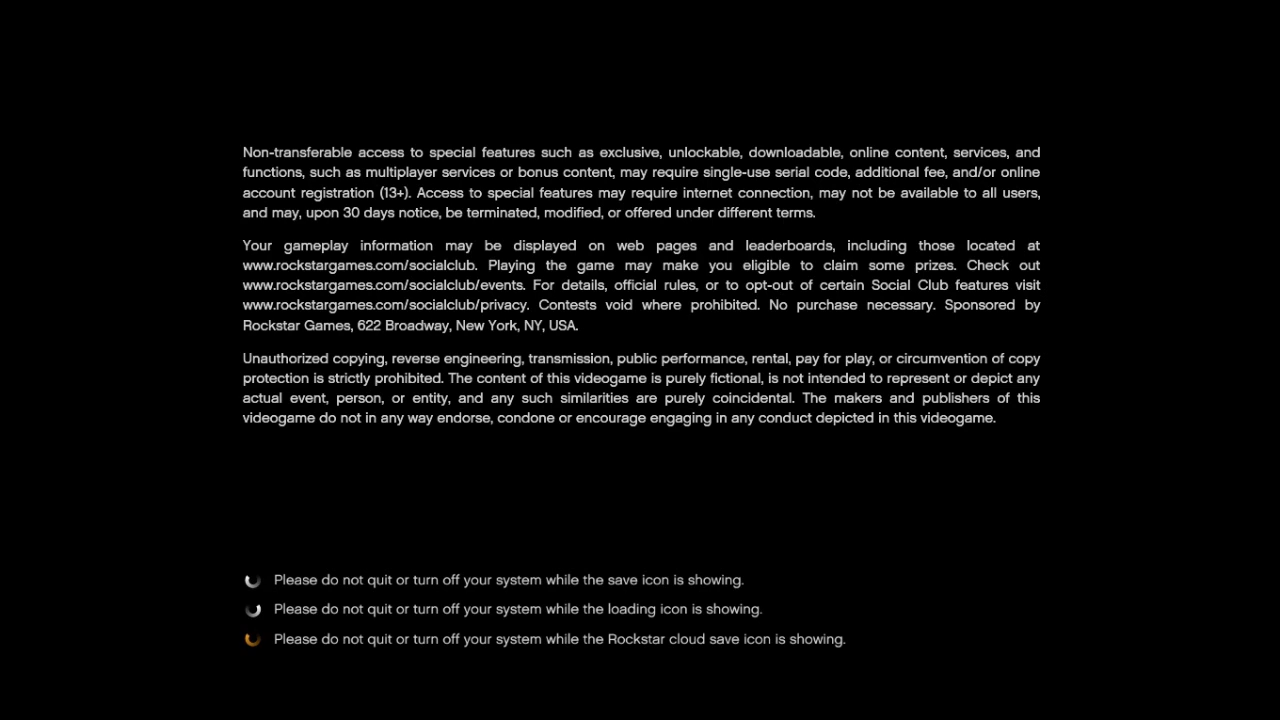 Non-transferable access to special features such as exclusive, unlockable, downloadable, online content, services, and
functions, such as multiplayer services or bonus content, may require single-use serial code, additional fee, and/or online
account registration (13+). Access to special features may require internet connection, may not be available to all users,
and may, upon 30 days notice, be terminated, modified, or offered under different terms.
Your gameplay information may be displayed on web pages and leaderboards, including those located at
www.rockstargames.com/socialclub. Playing the game may make you eligible to claim some prizes. Check out
www.rockstargames.com/socialclub/events. For details, official rules, or to opt-out of certain Social Club features visit
www.rockstargames.com/socialclub/privacy. Contests void where prohibited. No purchase necessary. Sponsored by
Rockstar Games, 622 Broadway, New York, NY, USA.
Unauthorized copying, reverse engineering, transmission, public performance, rental, pay for play, or circumvention of copy
protection is strictly prohibited. The content of this videogame is purely fictional, is not intended to represent or depict any
actual event, person, or entity, and any such similarities are purely coincidental. The makers and publishers of this
videogame do not in any way endorse, condone or encourage engaging in any conduct depicted in this videogame.
Please do not quit or turn off your system while the save icon is showing.
Please do not quit or turn off your system while the loading icon is showing.
Please do not quit or turn off your system while the Rockstar cloud save icon is showing.